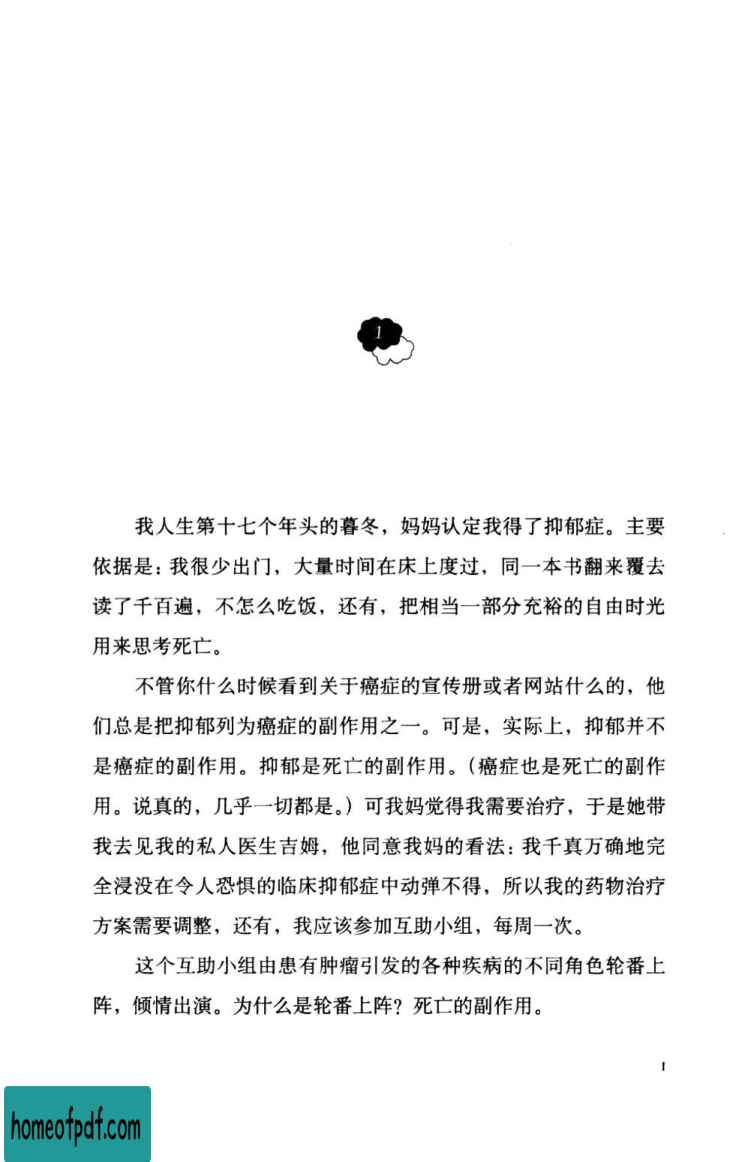 1
我人生第十七个年头的暮冬，妈妈认定我得了抑郁症。主要
依据是：我很少出门，大量时间在床上度过，同一本书翻来覆去
读了千百遍，不怎么吃饭，还有，把相当一部分充裕的自由时光
用来思考死亡。
不管你什么时候看到关于癌症的宣传册或者网站什么的，他
们总是把抑郁列为癌症的副作用之一。可是，实际上，抑郁并不
是癌症的副作用。抑郁是死亡的副作用。（癌症也是死亡的副作
用。说真的，几乎一切都是。）可我妈觉得我需要治疗，于是她带
我去见我的私人医生吉姆，他同意我妈的看法：我千真万确地完
全浸没在令人恐惧的临床抑郁症中动弹不得，所以我的药物治疗
方案需要调整，还有，我应该参加互助小组，每周一次。
这个互助小组由患有肿瘤引发的各种疾病的不同角色轮番上
阵，倾情出演。为什么是轮番上阵？死亡的副作用。
1
homeofpdf.com